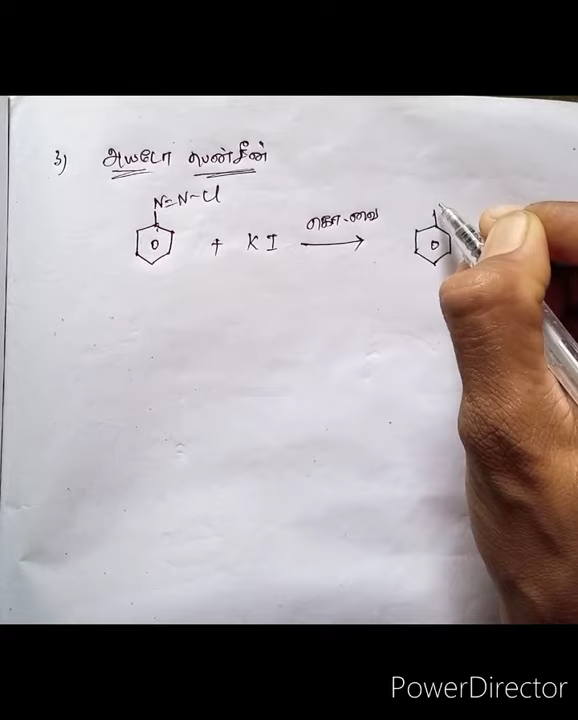 3) அயடோ பென்சீன்
N=N-Cl
+ KI
PowerDirector